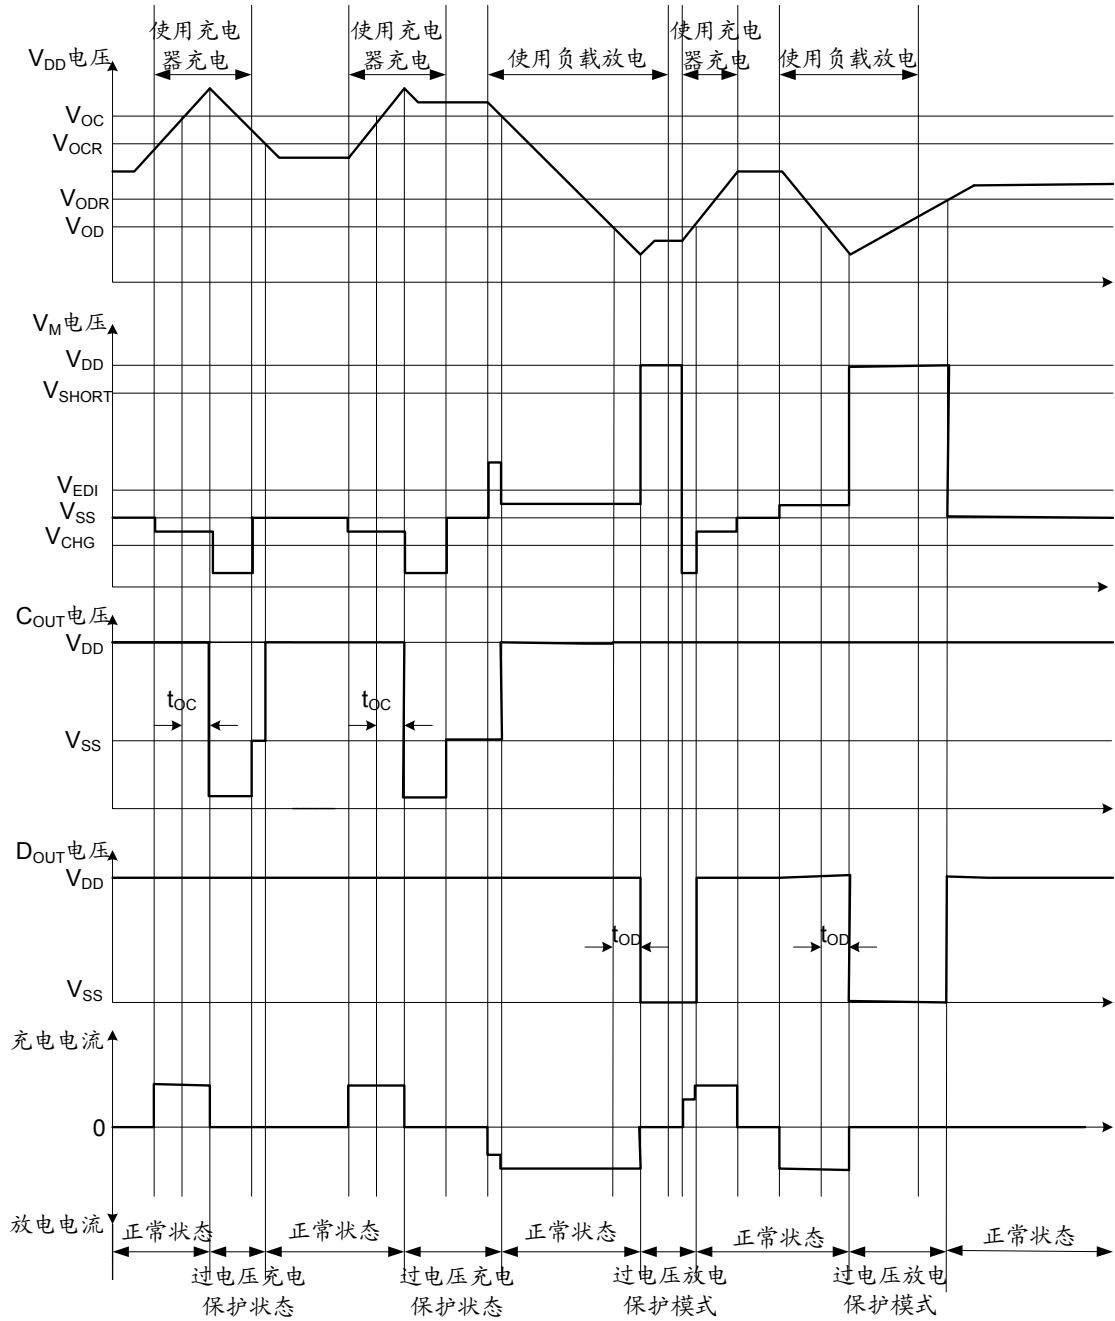 使用充电
器充电
使用充电
器充电
使用负载放电
使用充电
器充电
使用负载放电
VDD电压
VOC
VOCR
VODR
VOD
VM电压
VDD
VSHORT
VEDI
VSS
VCHG
COUT电压
VDD
tOC
tOC
VSS
DOUT电压
VDD
tOD
tOD
VSS
充电电流
0
放电电流
正常状态
正常状态
正常状态
正常状态
正常状态
过电压充电
保护状态
过电压充电
保护状态
过电压放电
保护模式
过电压放电
保护模式